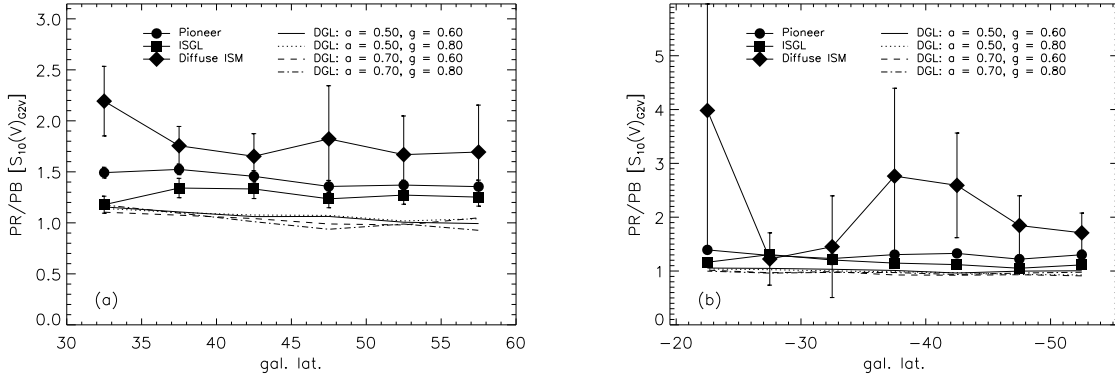 3.0
2.5
2.0
1.5
1.0
0.5
0.0
PR/PB [S10(V)G2V]
Pioneer
ISGL
Diffuse ISM
DGL: a = 0.50, g = 0.60
DGL: a = 0.50, g = 0.80
DGL: a = 0.70, g = 0.60
DGL: a = 0.70, g = 0.80
(a)
30 35 40 45 50 55 60
gal. lat.
5
4
3
2
1
0
PR/PB [S10(V)G2V]
Pioneer
ISGL
Diffuse ISM
DGL: a = 0.50, g = 0.60
DGL: a = 0.50, g = 0.80
DGL: a = 0.70, g = 0.60
DGL: a = 0.70, g = 0.80
(b)
−20 −30 −40 −50
gal. lat.